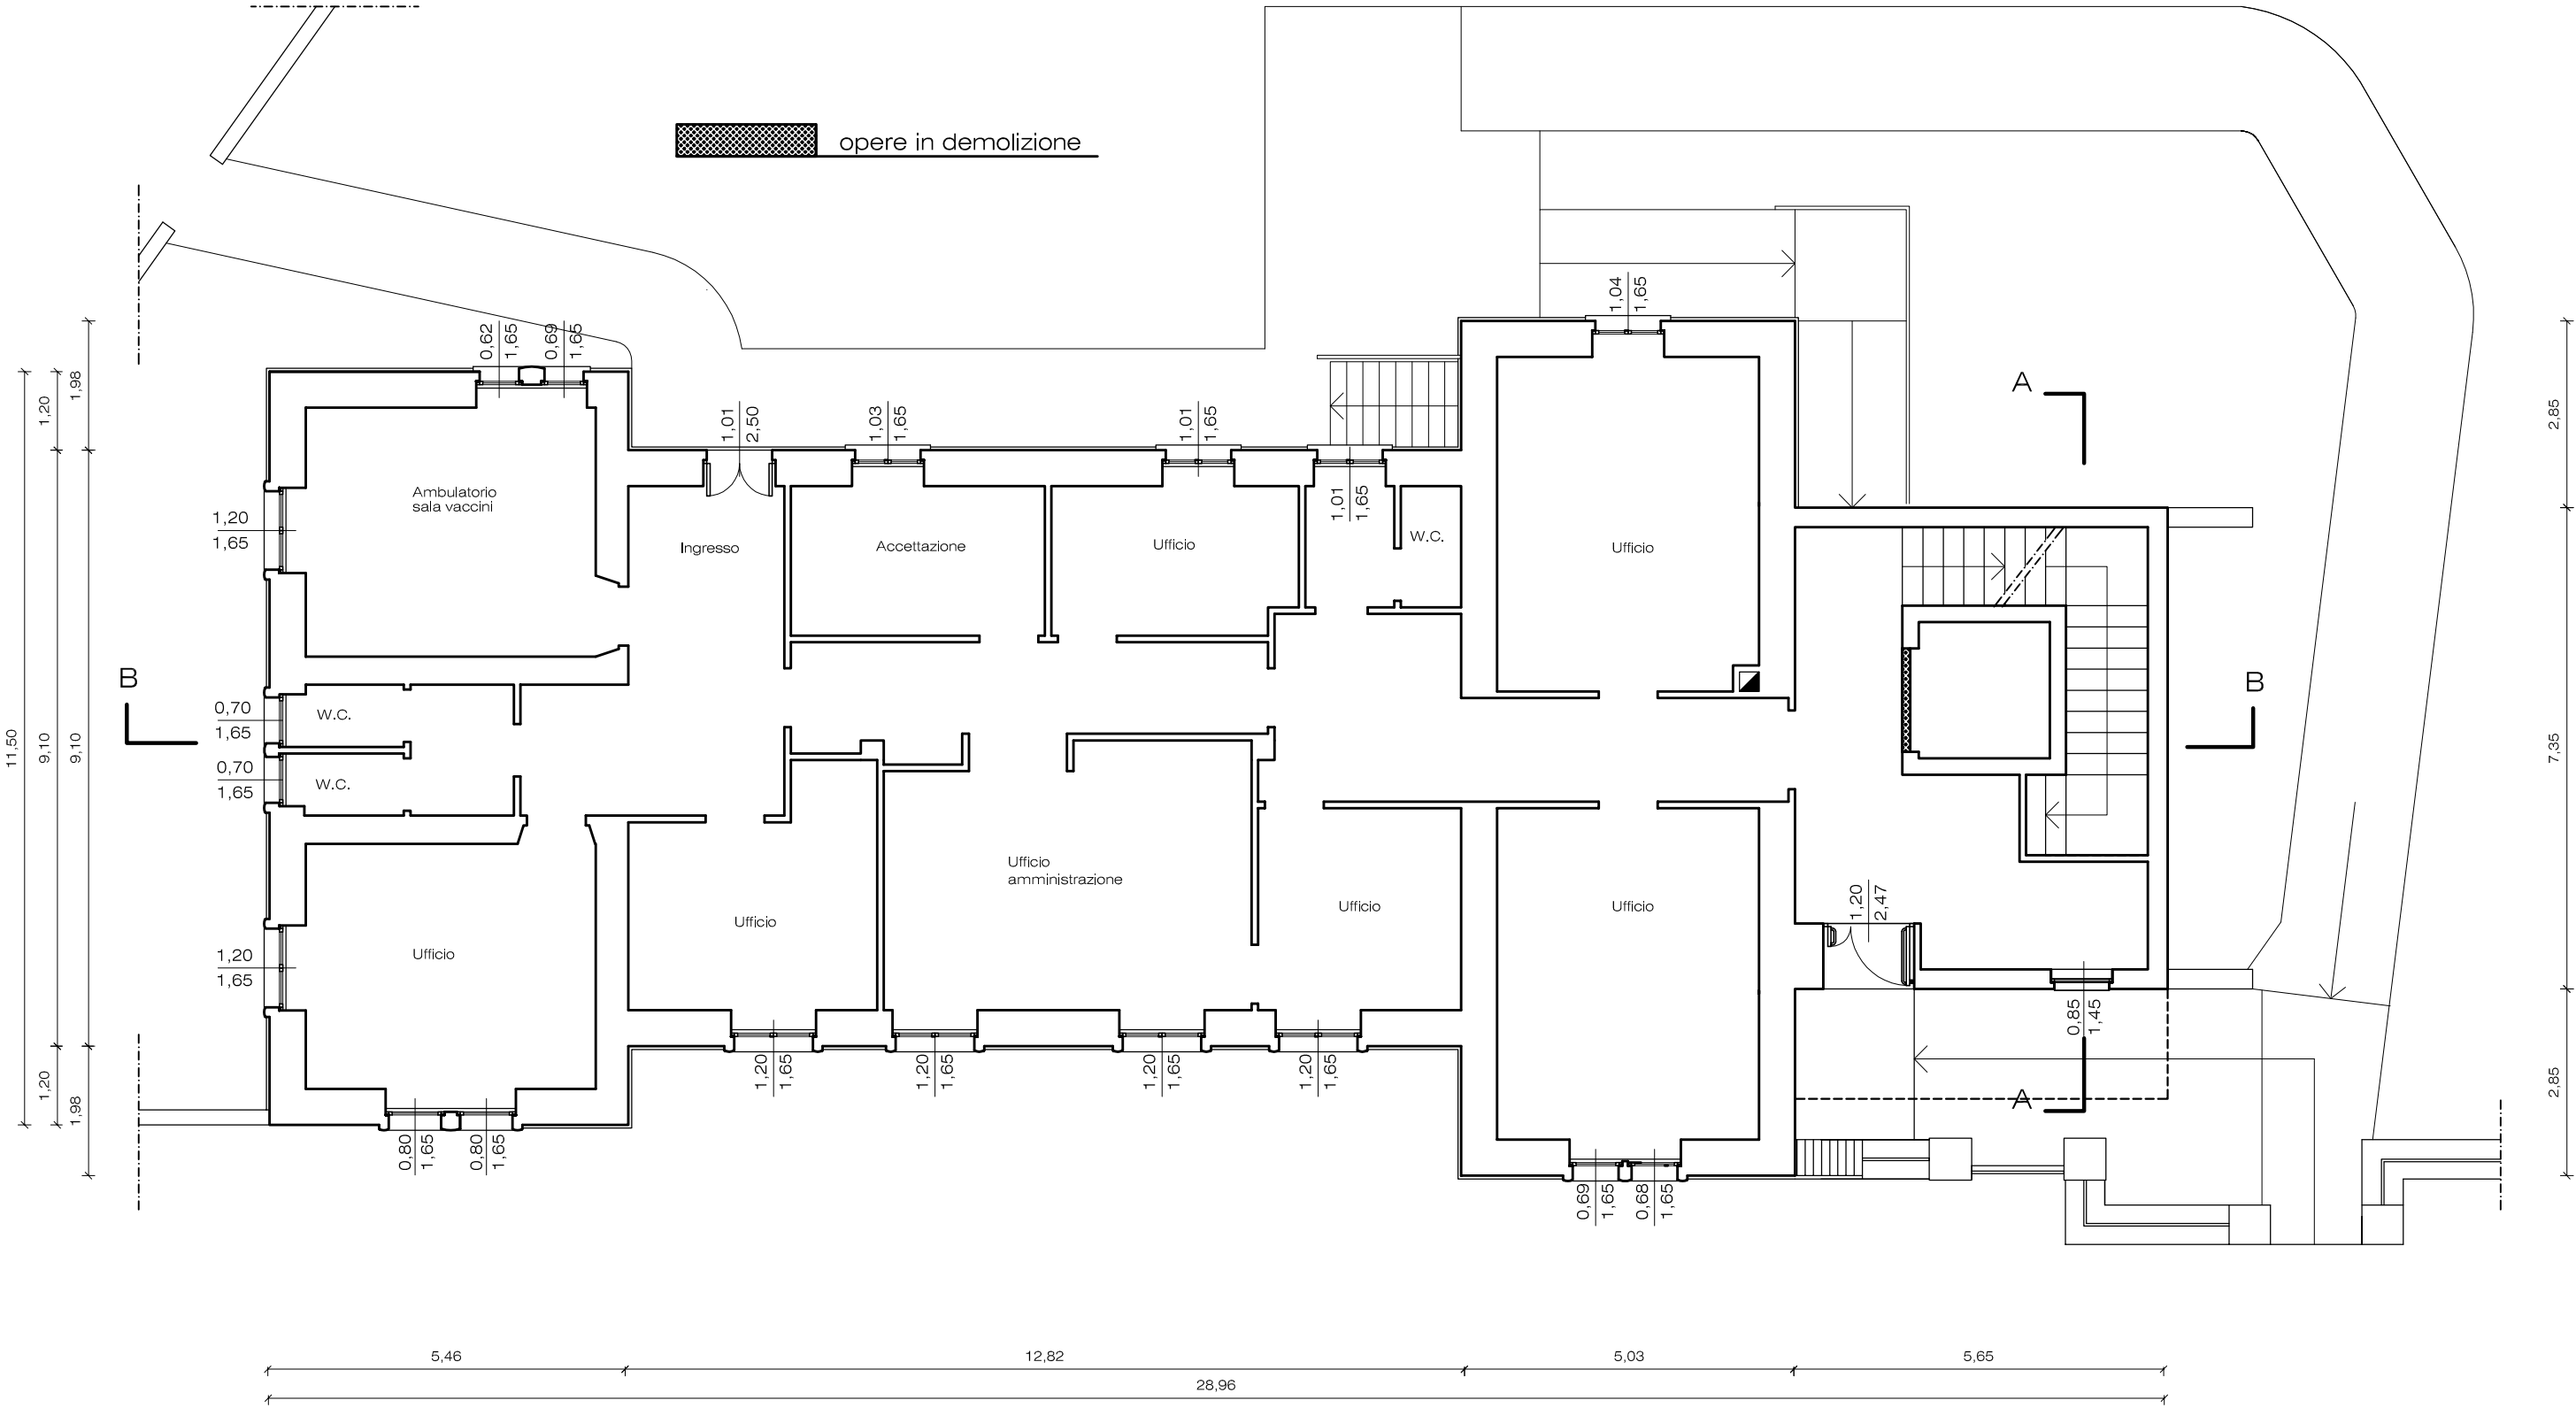 opere in demolizione
1,04
1,65
0,62
1,65
0,69
1,65
1,98
1,20
2,85
A
1,01
2,50
1,03
1,65
1,01
1,65
1,01
1,65
Ambulatorio
sala vaccini
1,20
1,65
Ingresso
Accettazione
Ufficio
W.C.
Ufficio
B
B
0,70
1,65
W.C.
11,50
9,10
9,10
7,35
0,70
1,65
W.C.
Ufficio
amministrazione
Ufficio
Ufficio
Ufficio
1,20
2,47
Ufficio
1,20
1,65
0,85
1,45
1,20
1,65
1,20
1,65
1,20
1,65
1,20
1,65
1,20
1,98
2,85
A
0,80
1,65
0,80
1,65
0,69
1,65
0,68
1,65
5,46
12,82
5,03
5,65
28,96